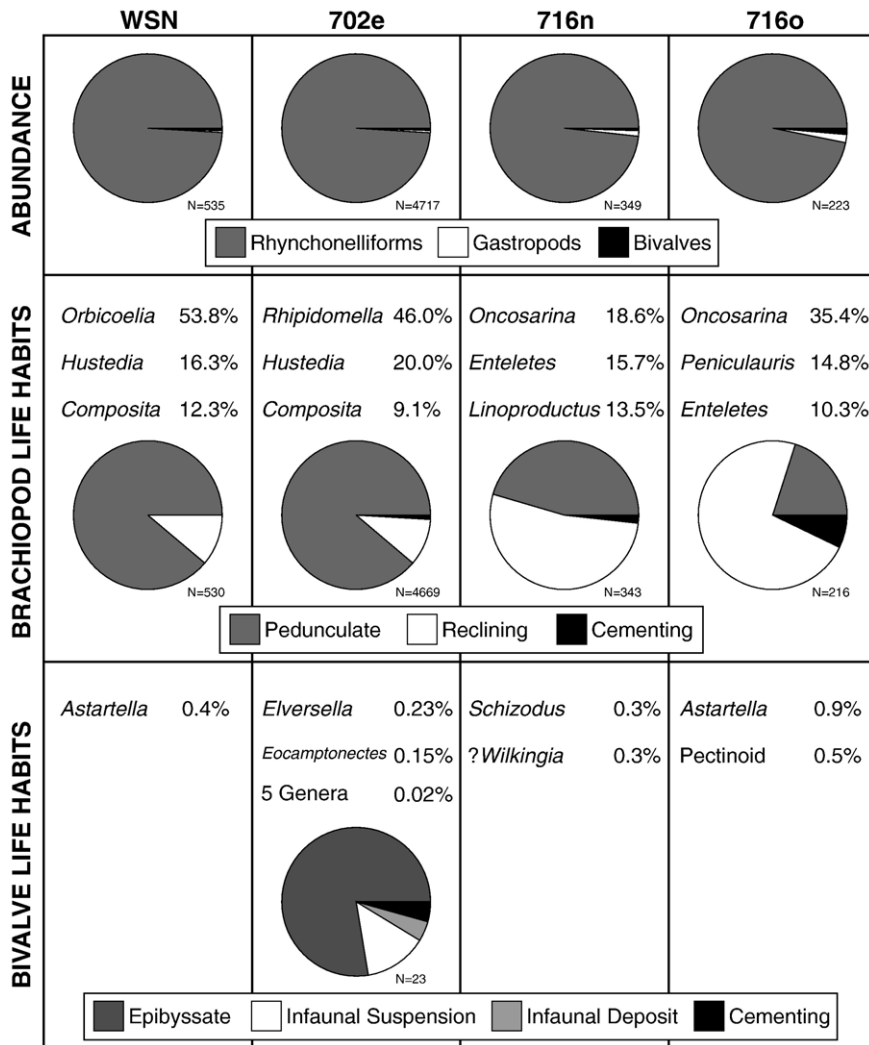 WSN 702e 716n 716o
ABUNDANCE
N=535 N=4717 N=349 N=223
Rhynchonelliforms Gastropods Bivalves
BRACHIOPOD LIFE HABITS
Orbicoelia 53.8% Rhipidomella 46.0% Oncosarina 18.6% Oncosarina 35.4%
Hustedia 16.3% Hustedia 20.0% Enteletes 15.7% Peniculauris 14.8%
Composita 12.3% Composita 9.1% Linoproductus 13.5% Enteletes 10.3%
N=530 N=4669 N=343 N=216
Pedunculate Reclining Cementing
BIVALVE LIFE HABITS
Astartella 0.4% Elversella 0.23% Schizodus 0.3% Astartella 0.9%
Eocamptonectes 0.15% ?Wilkingia 0.3% Pectinoid 0.5%
5 Genera 0.02%
N=23
Epibyssate Infaunal Suspension Infaunal Deposit Cementing